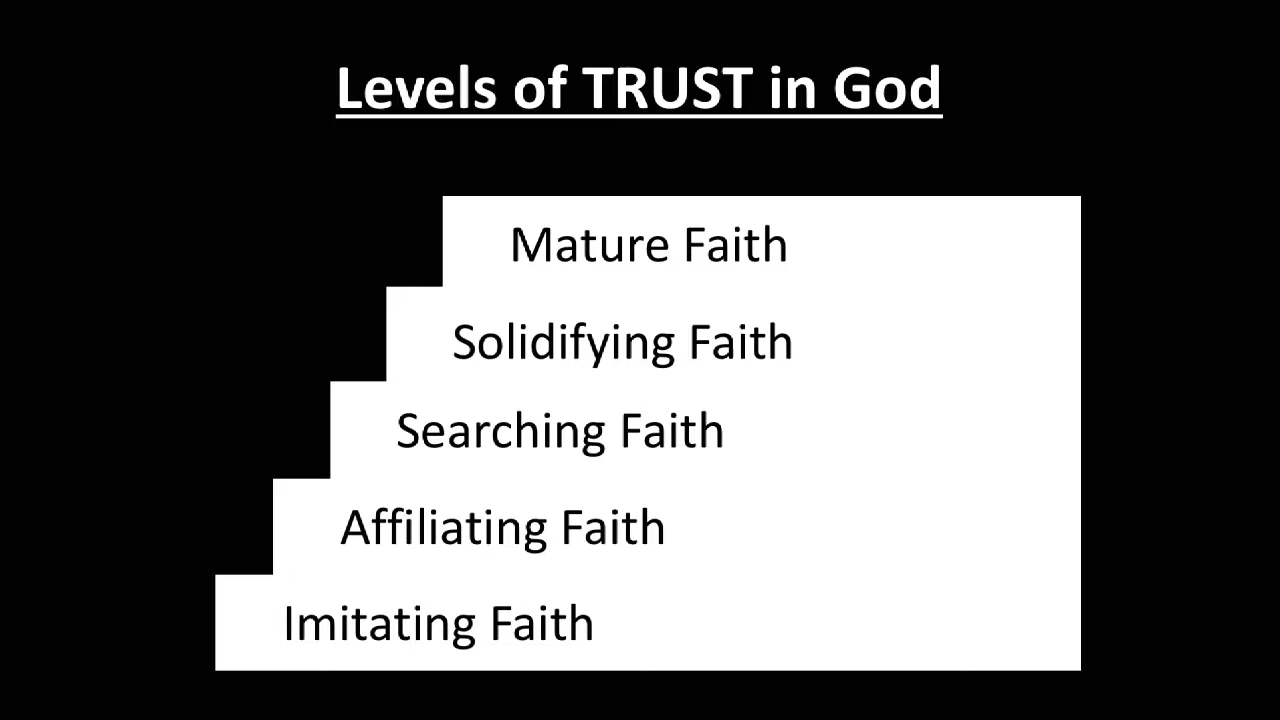 Levels of TRUST in God
Mature Faith
Solidifying Faith
Searching Faith
Affiliating Faith
Imitating Faith